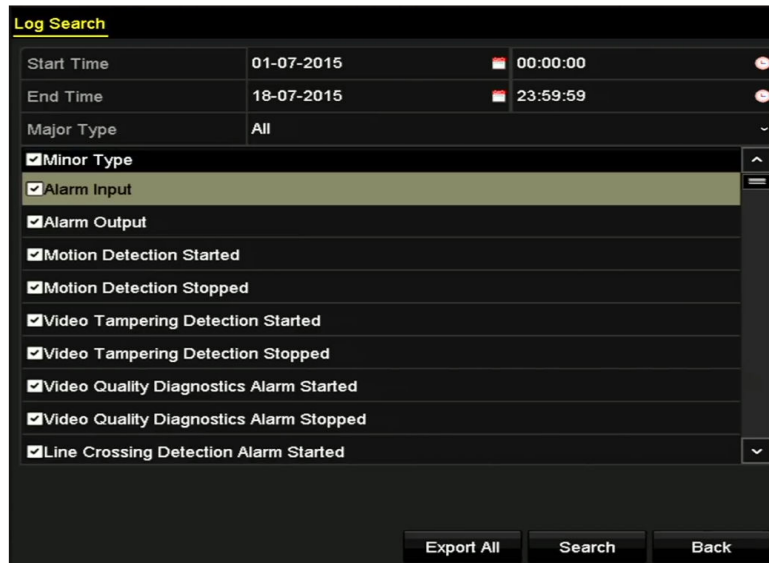 Log Search
Start Time 01-07-2015 00:00:00
End Time 18-07-2015 23:59:59
Major Type All
Minor Type
Alarm Input
Alarm Output
Motion Detection Started
Motion Detection Stopped
Video Tampering Detection Started
Video Tampering Detection Stopped
Video Quality Diagnostics Alarm Started
Video Quality Diagnostics Alarm Stopped
Line Crossing Detection Alarm Started
Export All Search Back